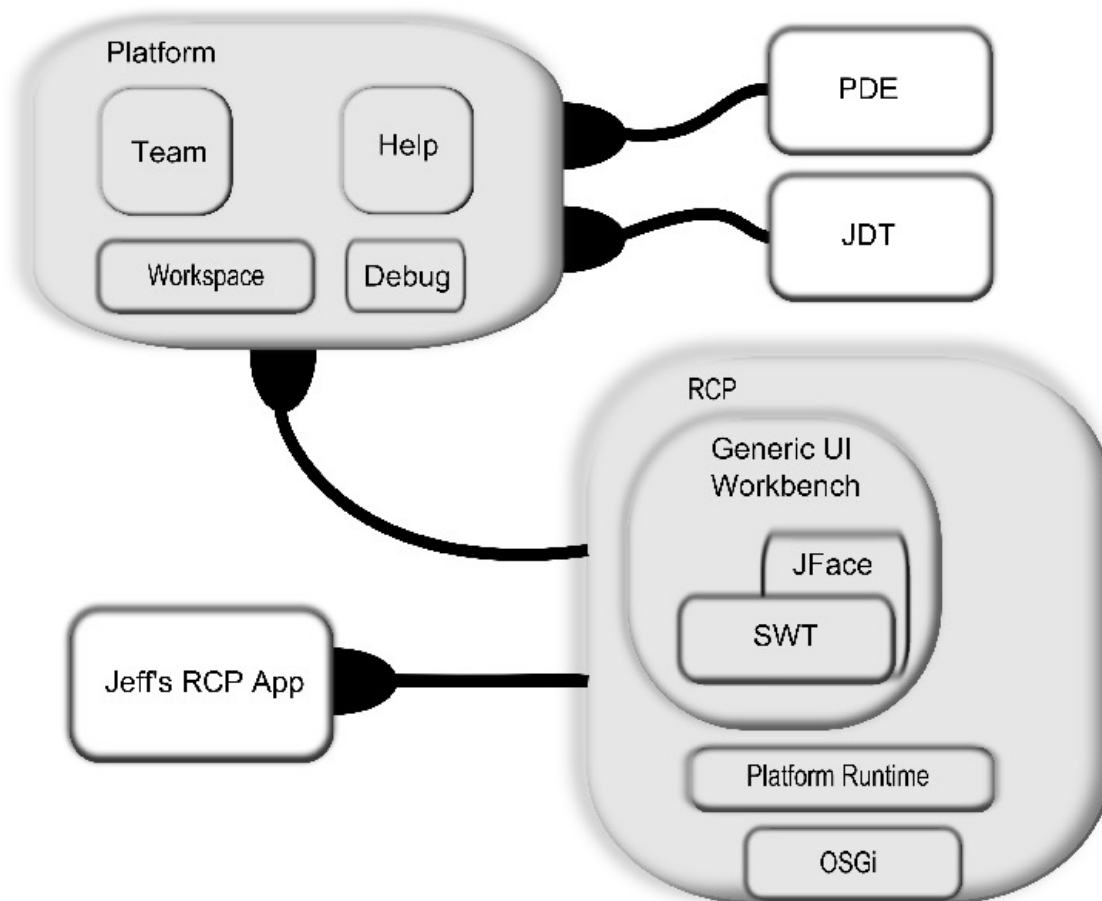 Platform
Team
Help
Workspace
Debug
PDE
JDT
RCP
Generic UI
Workbench
JFace
SWT
Jeff's RCP App
Platform Runtime
OSGi